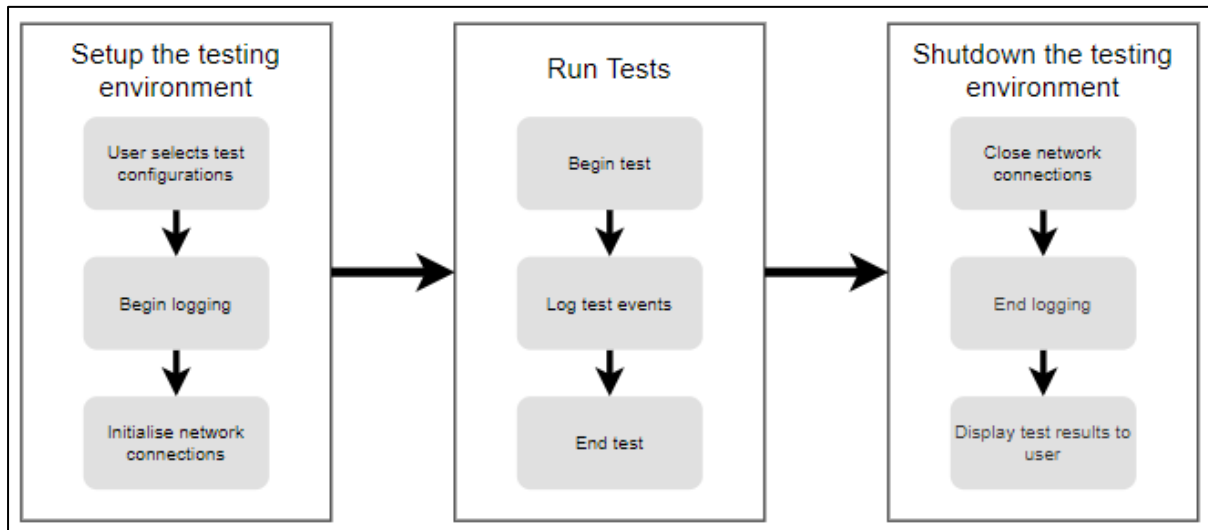 Setup the testing
environment
User selects test
configurations
Begin logging
Initialise network
connections
Run Tests
Begin test
Log test events
End test
Shutdown the testing
environment
Close network
connections
End logging
Display test results to
user